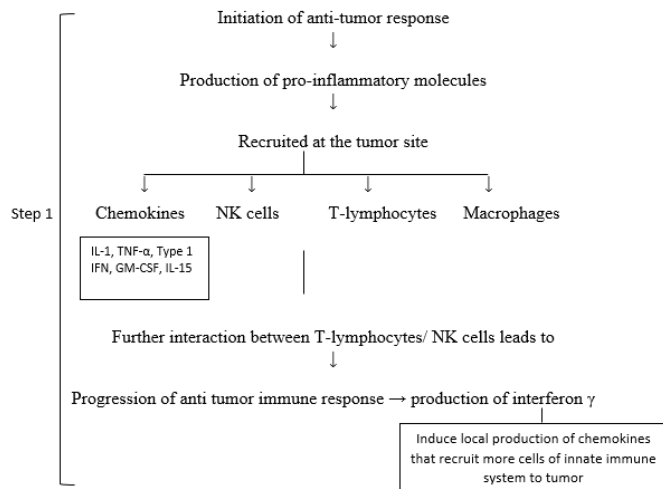 Initiation of anti-tumor response
↓
Production of pro-inflammatory molecules
↓
Recruited at the tumor site
↓ ↓ ↓ ↓
Step 1
Chemokines NK cells T-lymphocytes Macrophages
IL-1, TNF-α, Type 1
IFN, GM-CSF, IL-15
Further interaction between T-lymphocytes/ NK cells leads to
↓
Progression of anti tumor immune response → production of interferon γ
Induce local production of chemokines
that recruit more cells of innate immune
system to tumor